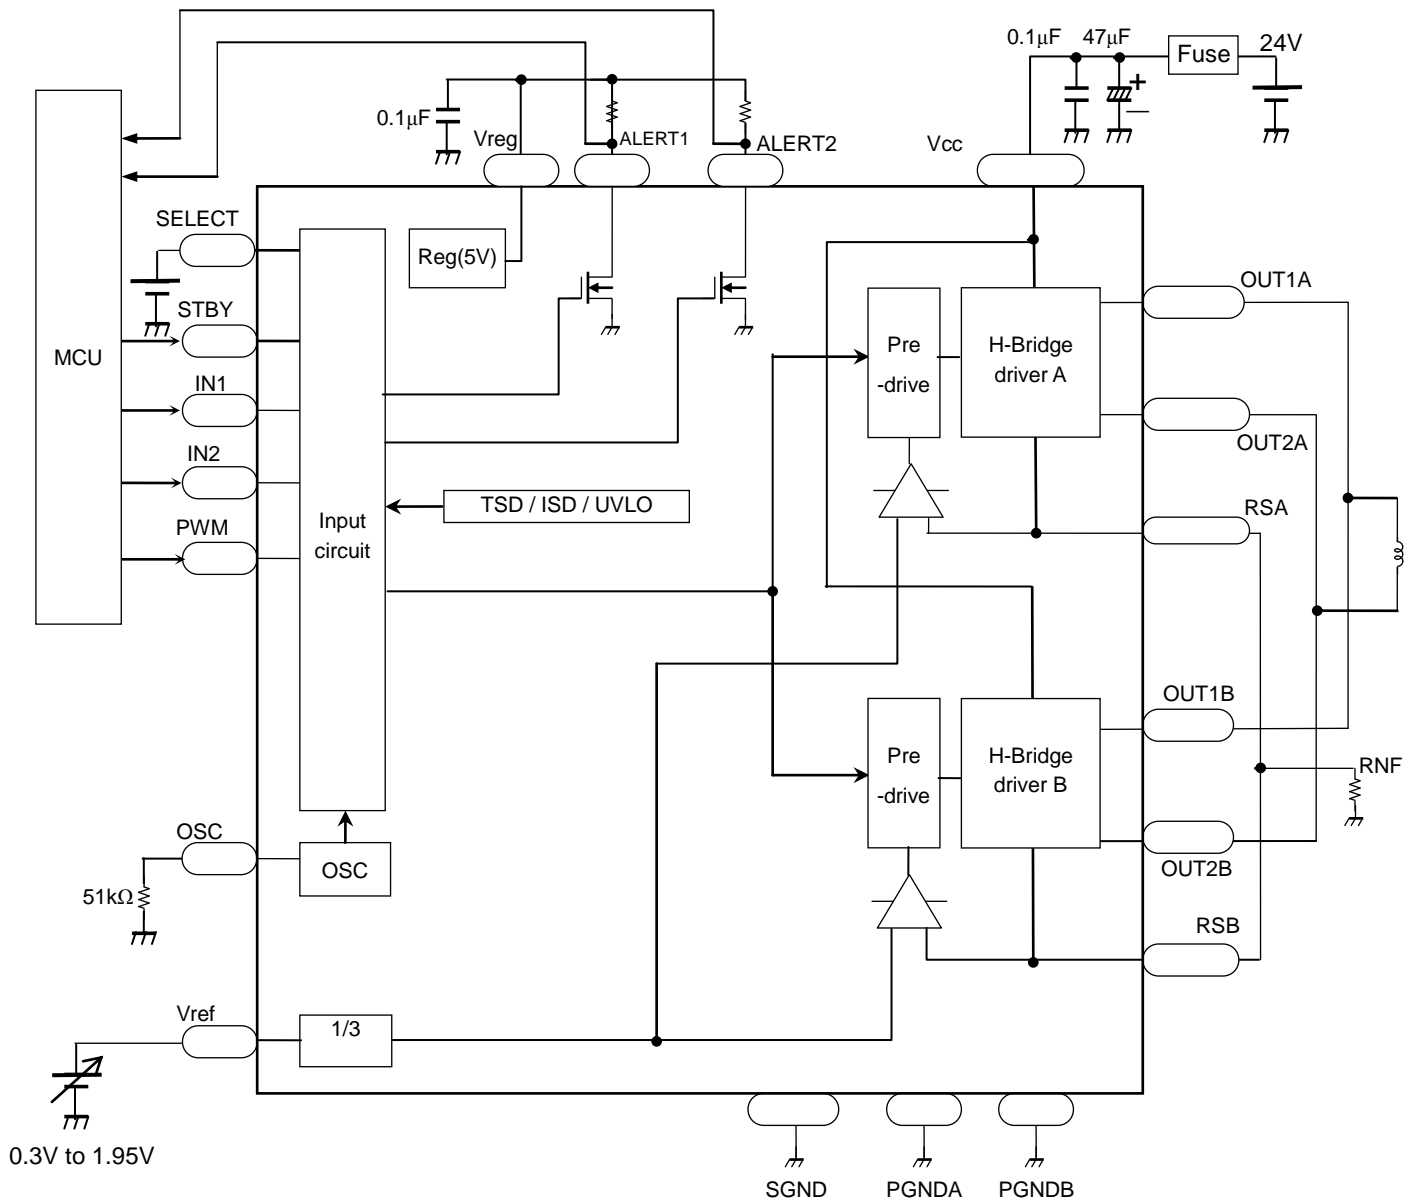 0.1μF
47μF
Fuse
24V
0.1μF
Vreg
ALERT1
ALERT2
Vcc
SELECT
STBY
MCU
IN1
IN2
PWM
Reg(5V)
Input
circuit
TSD / ISD / UVLO
Pre
-drive
H-Bridge
driver A
OUT1A
OUT2A
RSA
OUT1B
Pre
-drive
H-Bridge
driver B
RNF
OUT2B
RSB
OSC
OSC
51kΩ
Vref
1/3
0.3V to 1.95V
SGND
PGNDA
PGNDB